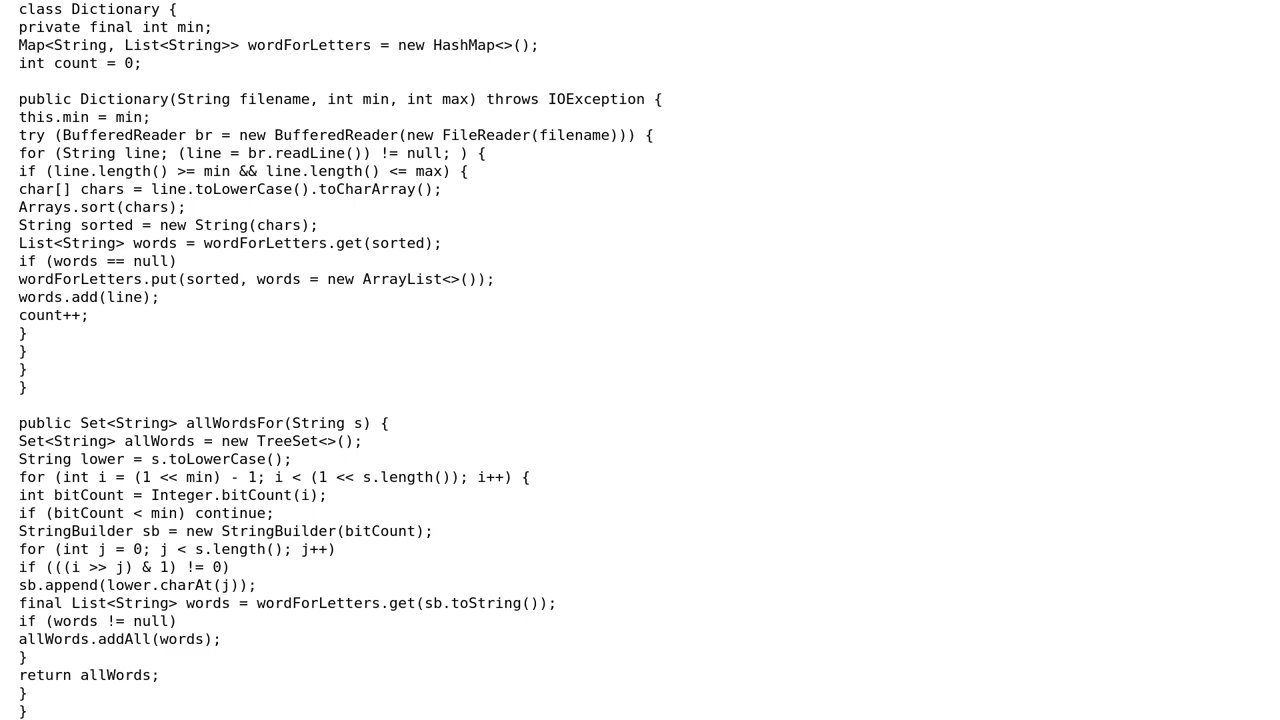 class Dictionary {
private final int min;
Map<String, List<String>> wordForLetters = new HashMap<>();
int count = 0;

public Dictionary(String filename, int min, int max) throws IOException {
this.min = min;
try (BufferedReader br = new BufferedReader(new FileReader(filename))) {
for (String line; (line = br.readLine()) != null; ) {
if (line.length() >= min && line.length() <= max) {
char[] chars = line.toLowerCase().toCharArray();
Arrays.sort(chars);
String sorted = new String(chars);
List<String> words = wordForLetters.get(sorted);
if (words == null)
wordForLetters.put(sorted, words = new ArrayList<>());
words.add(line);
count++;
}
}
}
}

public Set<String> allWordsFor(String s) {
Set<String> allWords = new TreeSet<>();
String lower = s.toLowerCase();
for (int i = (1 << min) - 1; i < (1 << s.length()); i++) {
int bitCount = Integer.bitCount(i);
if (bitCount < min) continue;
StringBuilder sb = new StringBuilder(bitCount);
for (int j = 0; j < s.length(); j++)
if (((i >> j) & 1) != 0)
sb.append(lower.charAt(j));
final List<String> words = wordForLetters.get(sb.toString());
if (words != null)
allWords.addAll(words);
}
return allWords;
}
}